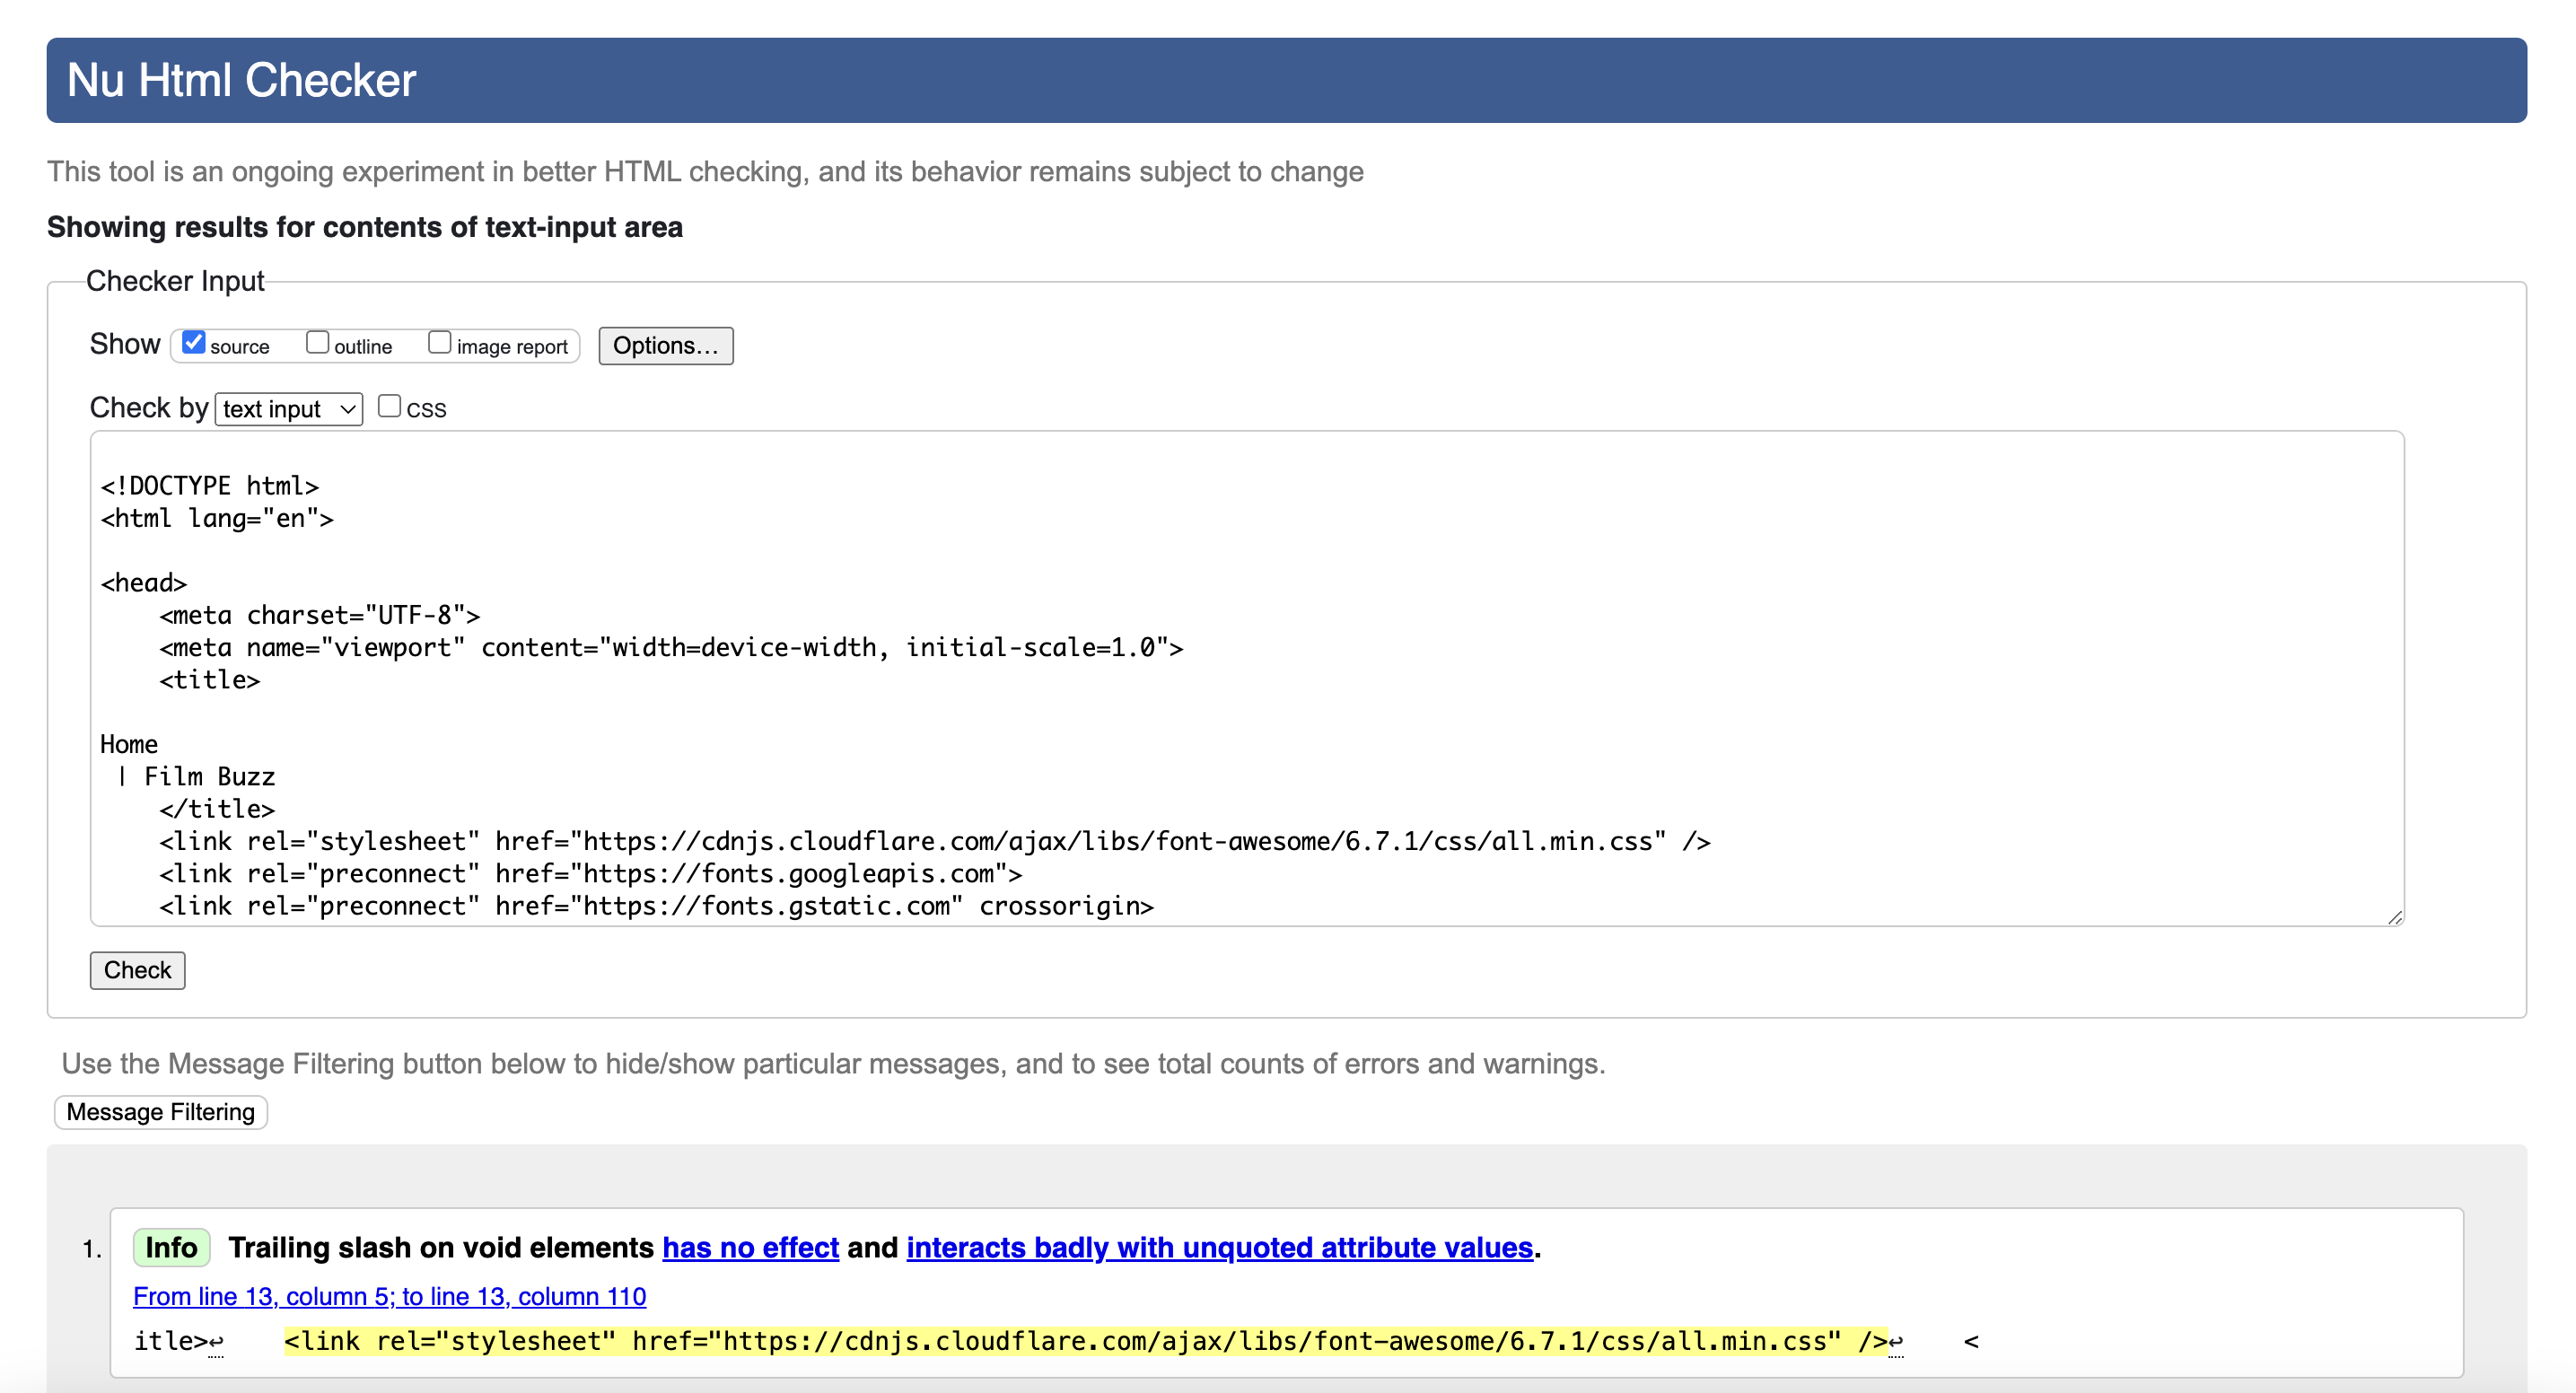 Nu Html Checker
This tool is an ongoing experiment in better HTML checking, and its behavior remains subject to change
Showing results for contents of text-input area
Checker Input
Show source outline image report Options...
Check by text input CSS
<!DOCTYPE html>
<html lang="en">
<head>
    <meta charset="UTF-8">
    <meta name="viewport" content="width=device-width, initial-scale=1.0">
    <title>
Home
 | Film Buzz
    </title>
    <link rel="stylesheet" href="https://cdnjs.cloudflare.com/ajax/libs/font-awesome/6.7.1/css/all.min.css" />
    <link rel="preconnect" href="https://fonts.googleapis.com">
    <link rel="preconnect" href="https://fonts.gstatic.com" crossorigin>
Check
Use the Message Filtering button below to hide/show particular messages, and to see total counts of errors and warnings.
Message Filtering
1. Info Trailing slash on void elements has no effect and interacts badly with unquoted attribute values.
From line 13, column 5; to line 13, column 110
itle>↩    <link rel="stylesheet" href="https://cdnjs.cloudflare.com/ajax/libs/font-awesome/6.7.1/css/all.min.css" />↩    <